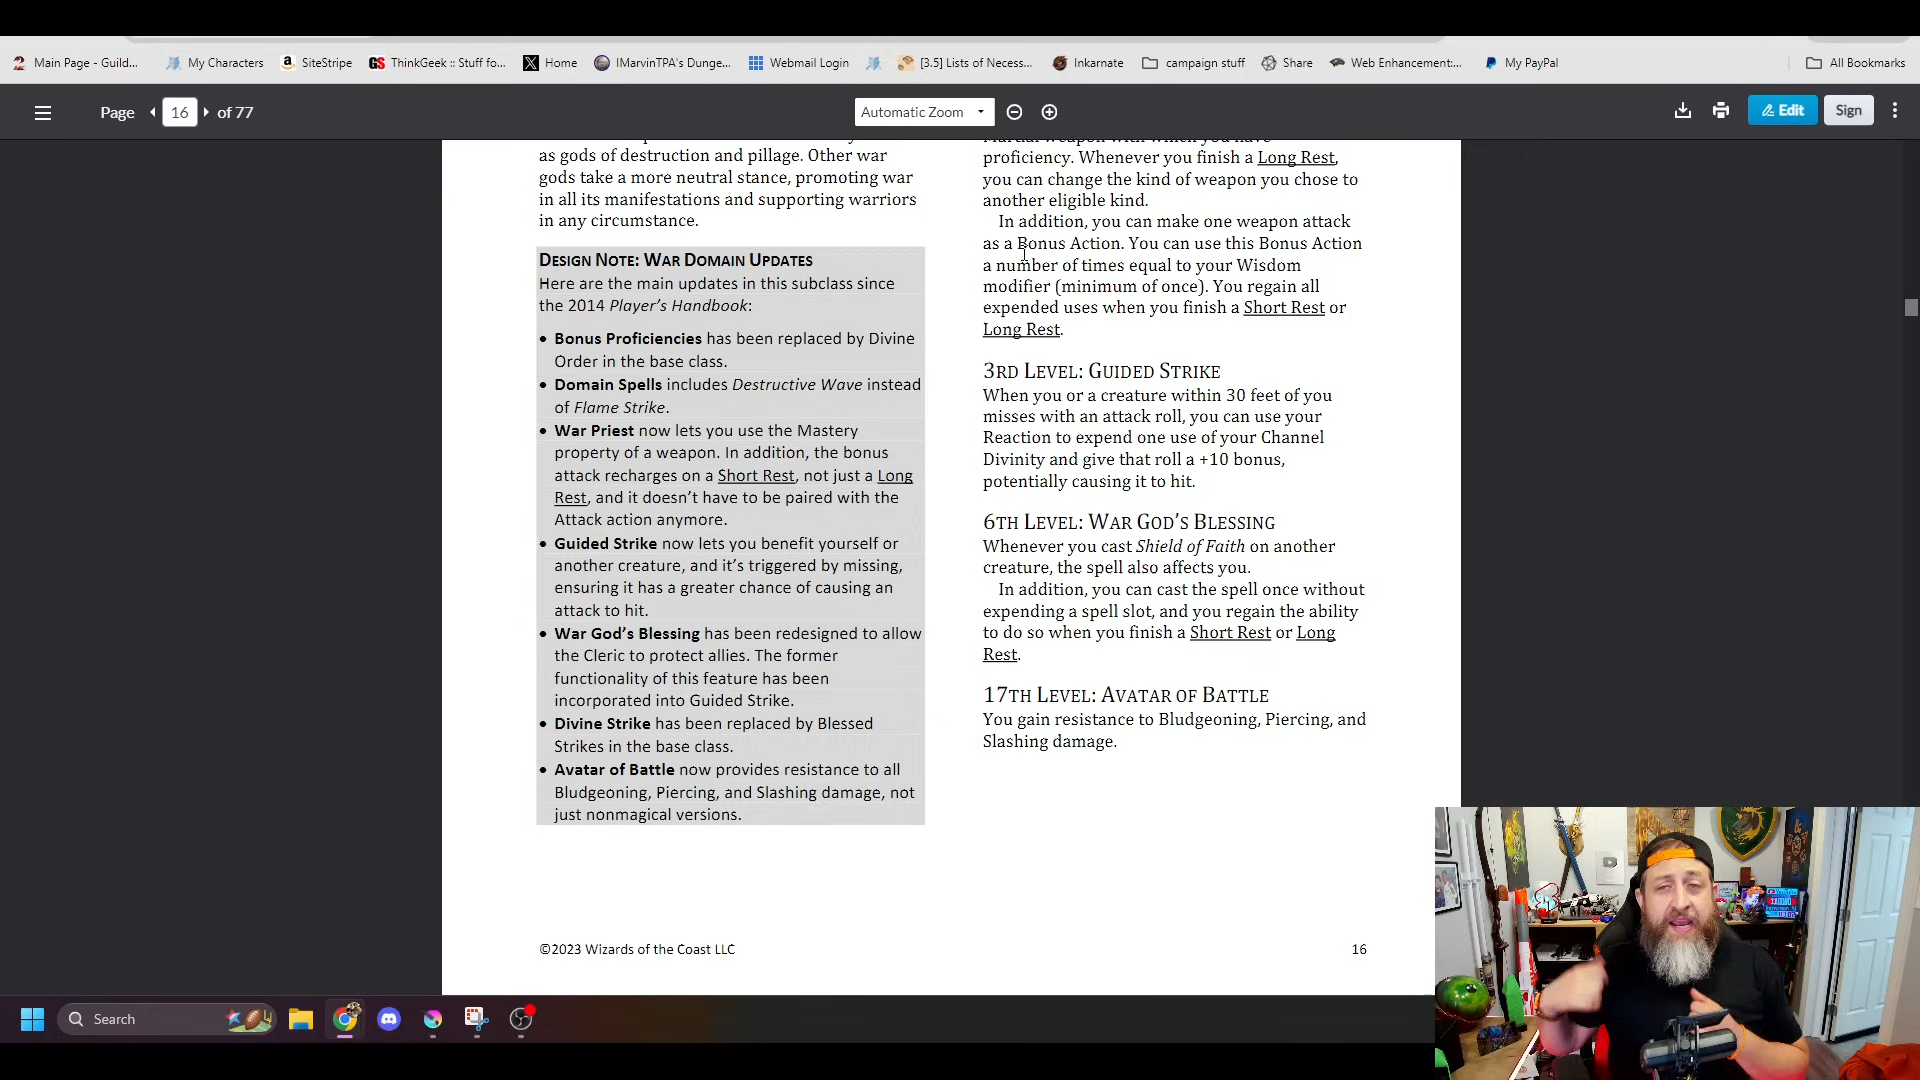 Main Page - Guild...
My Characters
SiteStripe
GS
ThinkGeek :: Stuff fo...
X
Home
IMarvinTPA's Dunge...
Webmail Login
[3.5] Lists of Necess...
Inkarnate
campaign stuff
Share
Web Enhancement:...
My PayPal
All Bookmarks
Page 16 of 77
Automatic Zoom
Edit
Sign
as gods of destruction and pillage. Other war
gods take a more neutral stance, promoting war
in all its manifestations and supporting warriors
in any circumstance.
DESIGN NOTE: WAR DOMAIN UPDATES
Here are the main updates in this subclass since
the 2014 Player's Handbook:
• Bonus Proficiencies has been replaced by Divine
Order in the base class.
• Domain Spells includes Destructive Wave instead
of Flame Strike.
• War Priest now lets you use the Mastery
property of a weapon. In addition, the bonus
attack recharges on a Short Rest, not just a Long
Rest, and it doesn't have to be paired with the
Attack action anymore.
• Guided Strike now lets you benefit yourself or
another creature, and it's triggered by missing,
ensuring it has a greater chance of causing an
attack to hit.
• War God's Blessing has been redesigned to allow
the Cleric to protect allies. The former
functionality of this feature has been
incorporated into Guided Strike.
• Divine Strike has been replaced by Blessed
Strikes in the base class.
• Avatar of Battle now provides resistance to all
Bludgeoning, Piercing, and Slashing damage, not
just nonmagical versions.
Martial weapon with which you have
proficiency. Whenever you finish a Long Rest,
you can change the kind of weapon you chose to
another eligible kind.
In addition, you can make one weapon attack
as a Bonus Action. You can use this Bonus Action
a number of times equal to your Wisdom
modifier (minimum of once). You regain all
expended uses when you finish a Short Rest or
Long Rest.
3RD LEVEL: GUIDED STRIKE
When you or a creature within 30 feet of you
misses with an attack roll, you can use your
Reaction to expend one use of your Channel
Divinity and give that roll a +10 bonus,
potentially causing it to hit.
6TH LEVEL: WAR GOD'S BLESSING
Whenever you cast Shield of Faith on another
creature, the spell also affects you.
In addition, you can cast the spell once without
expending a spell slot, and you regain the ability
to do so when you finish a Short Rest or Long
Rest.
17TH LEVEL: AVATAR OF BATTLE
You gain resistance to Bludgeoning, Piercing, and
Slashing damage.
©2023 Wizards of the Coast LLC
16
Search